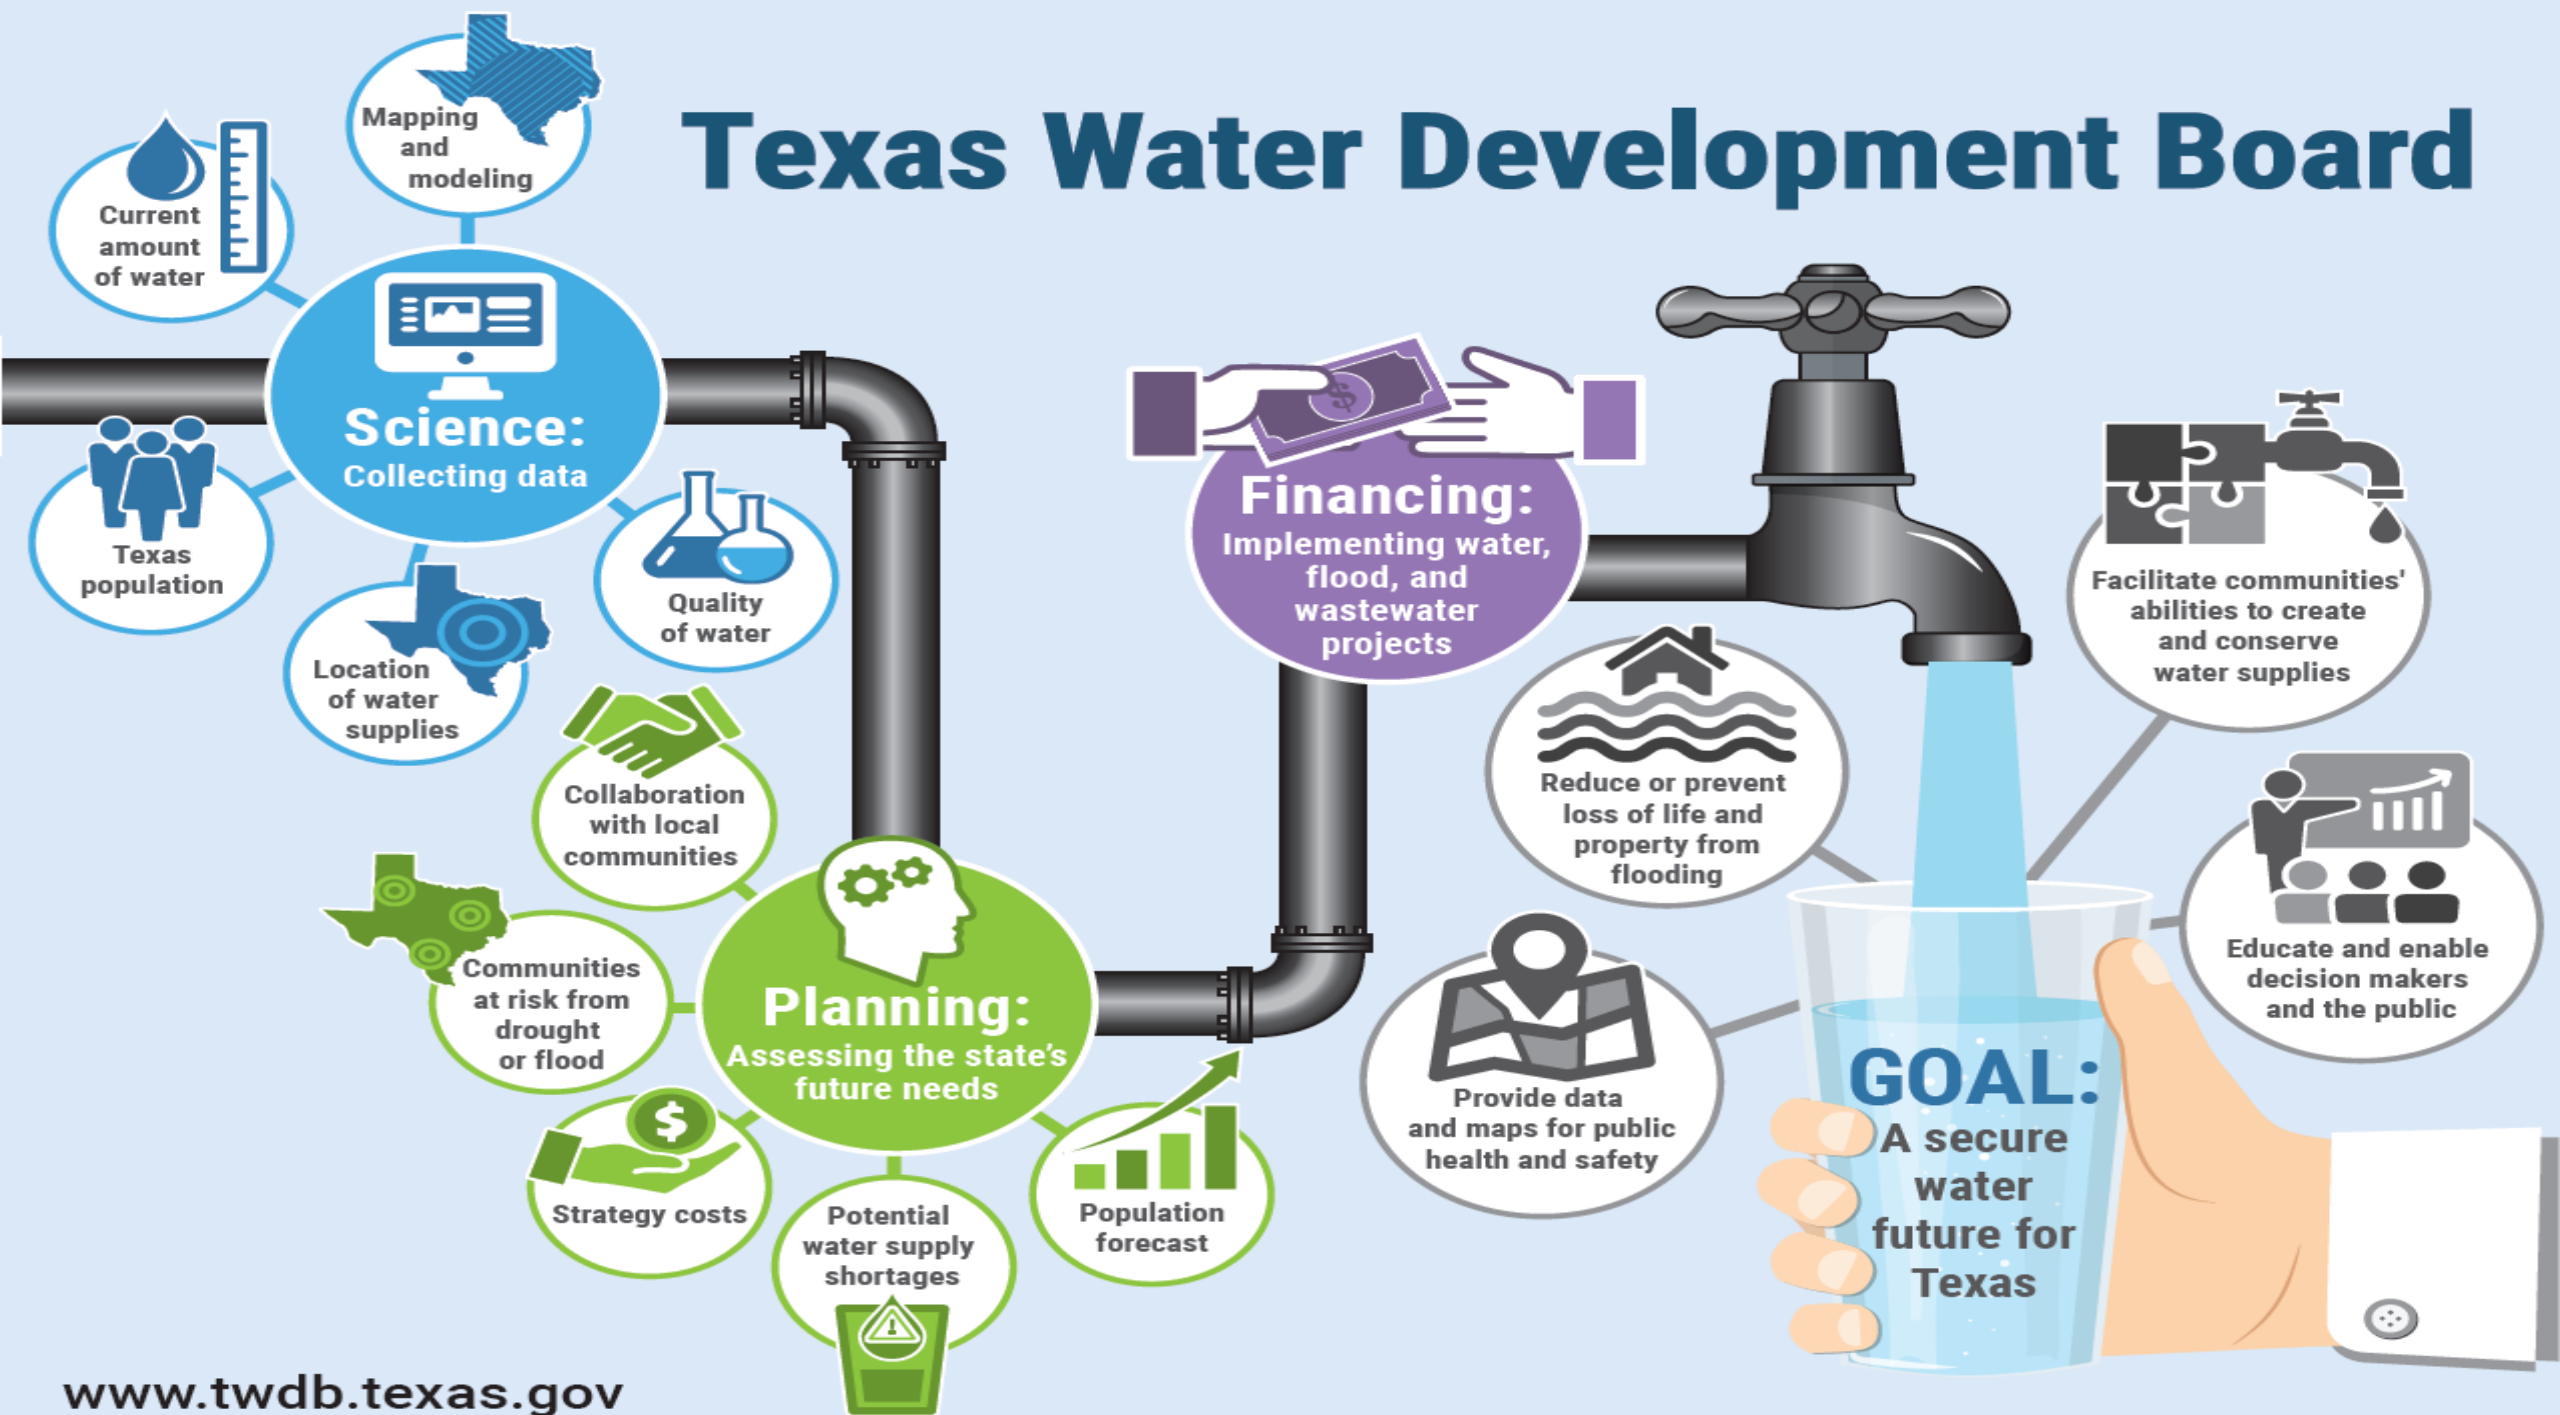 Texas Water Development Board
Mapping
and
modeling
Current
amount
of water
Science:
Collecting data
Texas
population
Location
of water
supplies
Quality
of water
Collaboration
with local
communities
Communities
at risk from
drought
or flood
Planning:
Assessing the state's
future needs
Strategy costs
Potential
water supply
shortages
Population
forecast
Financing:
Implementing water,
flood, and
wastewater
projects
Reduce or prevent
loss of life and
property from
flooding
Provide data
and maps for public
health and safety
Facilitate communities'
abilities to create
and conserve
water supplies
Educate and enable
decision makers
and the public
GOAL:
A secure
water
future for
Texas
www.twdb.texas.gov